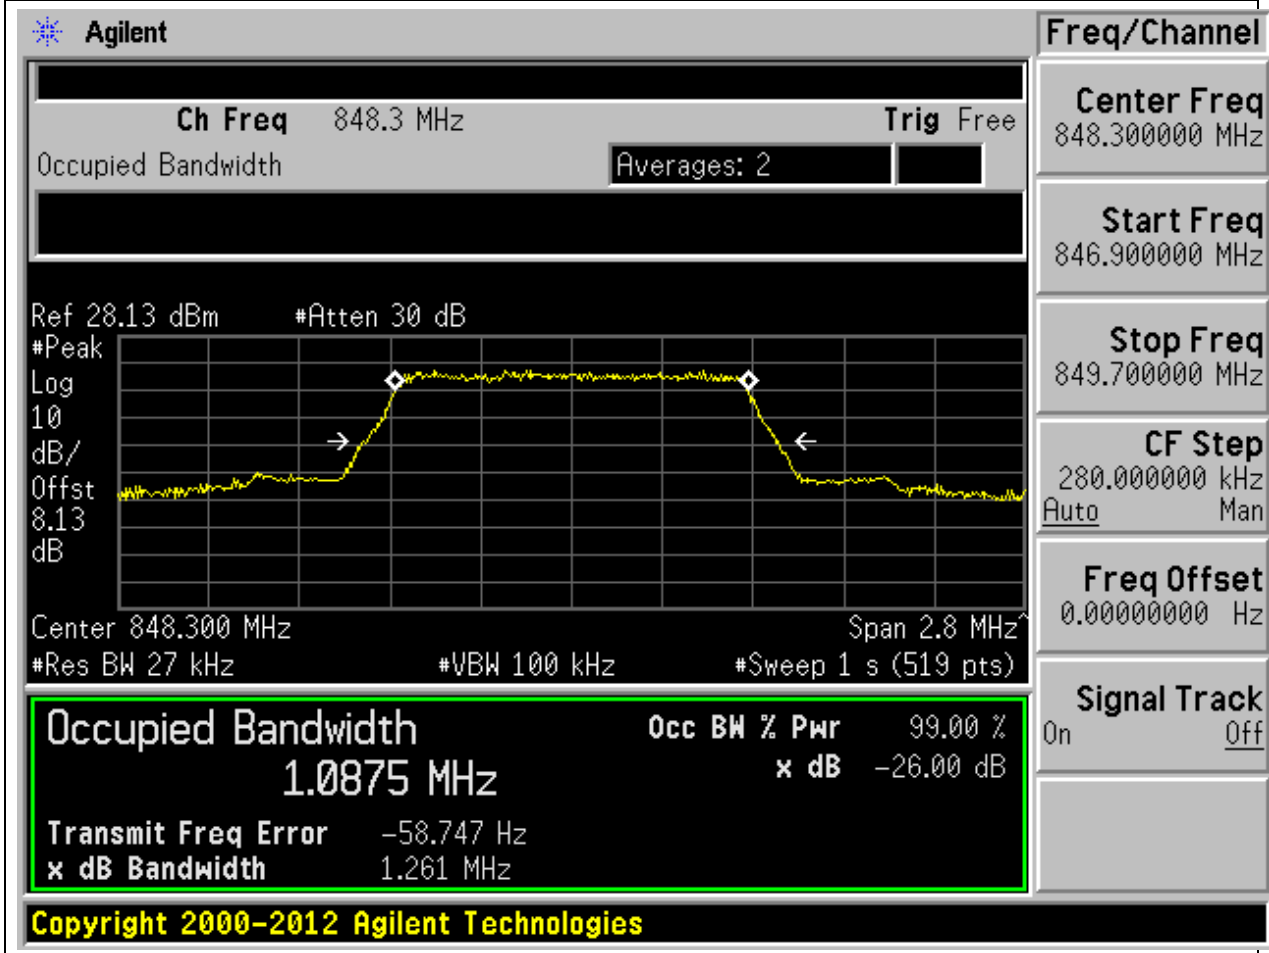 Agilent
Freq/Channel
Ch Freq 848.3 MHz Trig Free
Occupied Bandwidth Averages: 2
Center Freq
848.300000 MHz
Start Freq
846.900000 MHz
Stop Freq
849.700000 MHz
CF Step
280.000000 kHz
Auto Man
Freq Offset
0.00000000 Hz
Signal Track
On Off
Ref 28.13 dBm #Atten 30 dB
#Peak
Log
10
dB/
Offst
8.13
dB
Center 848.300 MHz Span 2.8 MHz^
#Res BW 27 kHz #VBW 100 kHz #Sweep 1 s (519 pts)
Occupied Bandwidth Occ BW % Pwr 99.00 %
1.0875 MHz x dB -26.00 dB
Transmit Freq Error -58.747 Hz
x dB Bandwidth 1.261 MHz
Copyright 2000-2012 Agilent Technologies